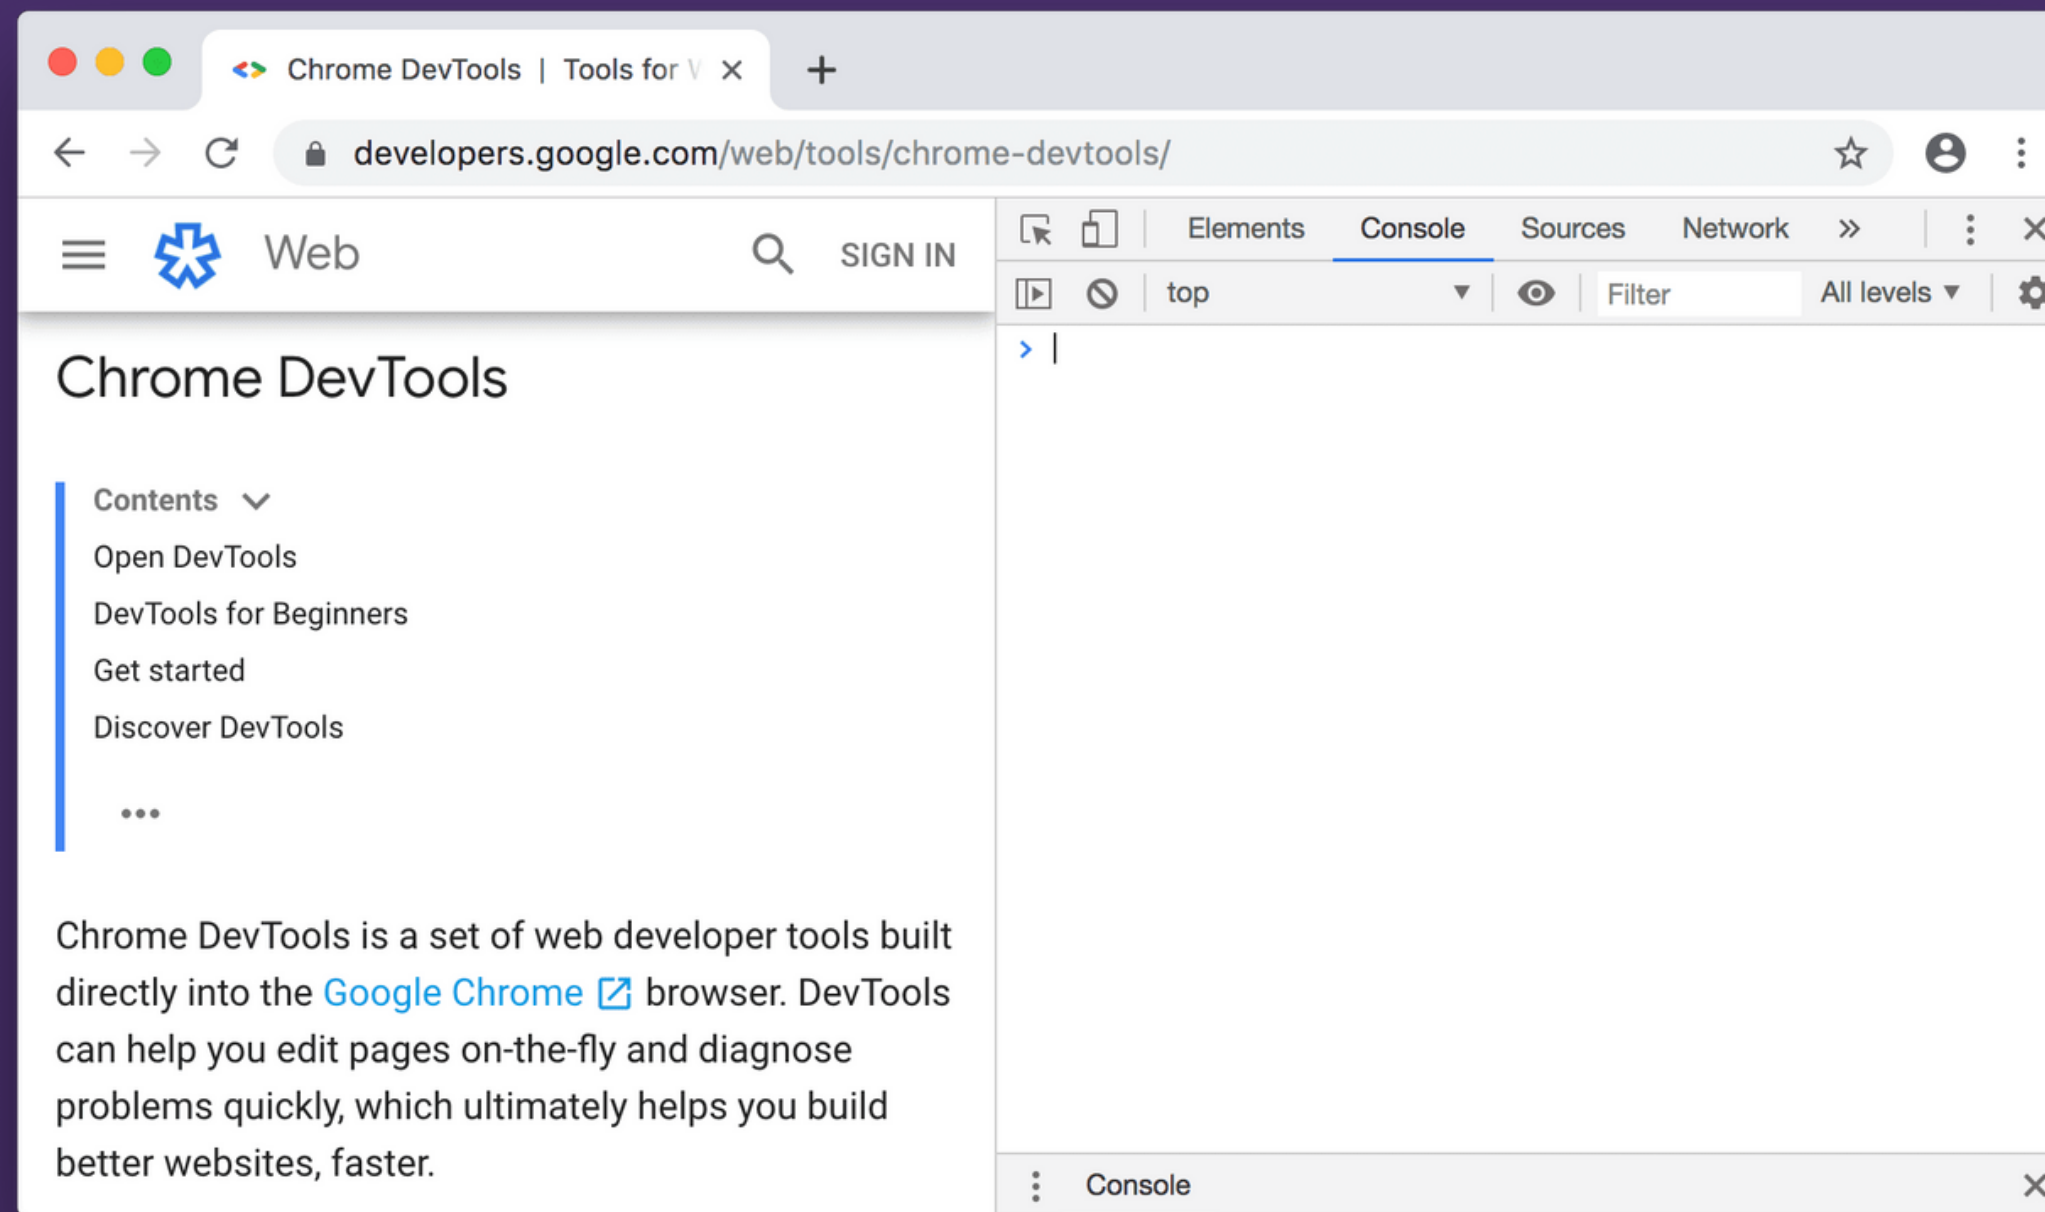 Chrome DevTools | Tools for W
developers.google.com/web/tools/chrome-devtools/
Web
SIGN IN
Chrome DevTools
Contents
Open DevTools
DevTools for Beginners
Get started
Discover DevTools
Chrome DevTools is a set of web developer tools built
directly into the Google Chrome browser. DevTools
can help you edit pages on-the-fly and diagnose
problems quickly, which ultimately helps you build
better websites, faster.
Elements Console Sources Network »
top
Filter
All levels
>
Console